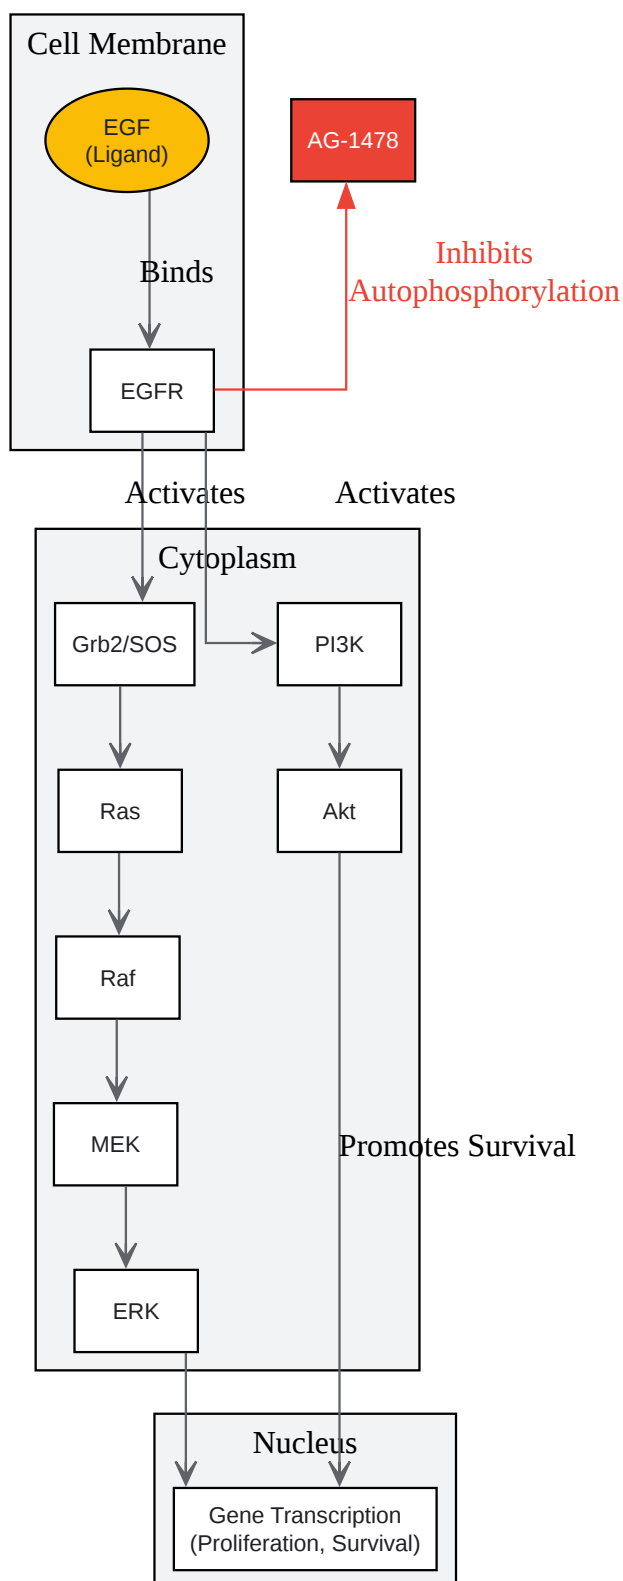 Cell Membrane
EGF
(Ligand)
AG-1478
Inhibits
Autophosphorylation
Binds
EGFR
Activates
Activates
Cytoplasm
Grb2/SOS
PI3K
Ras
Akt
Raf
MEK
Promotes Survival
ERK
Nucleus
Gene Transcription
(Proliferation, Survival)